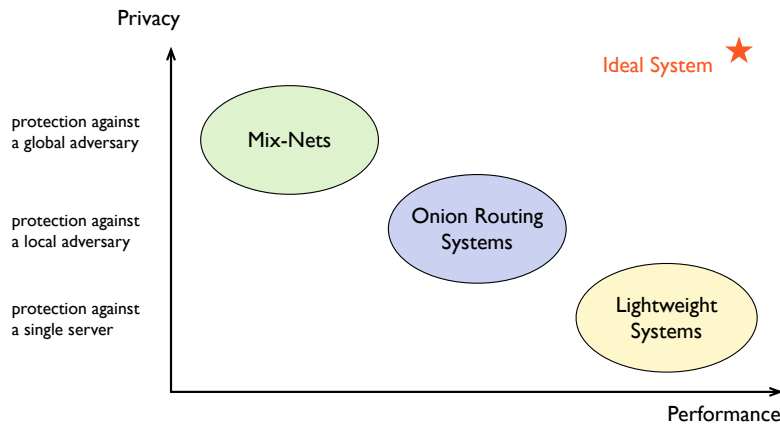 Privacy
Ideal System
protection against
a global adversary
Mix-Nets
protection against
a local adversary
Onion Routing
Systems
protection against
a single server
Lightweight
Systems
Performance